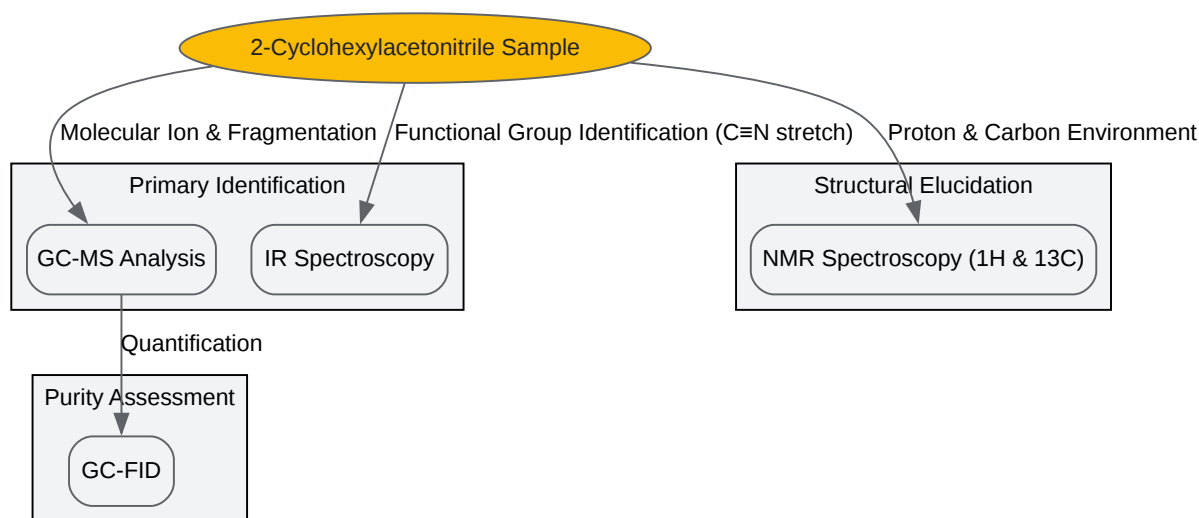 2-Cyclohexylacetonitrile Sample
Molecular Ion & Fragmentation
Functional Group Identification (C≡N stretch)
Proton & Carbon Environment
Primary Identification
Structural Elucidation
GC-MS Analysis
IR Spectroscopy
NMR Spectroscopy (1H & 13C)
Quantification
Purity Assessment
GC-FID